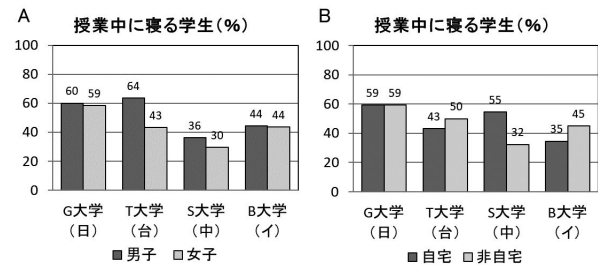 A
授業中に寝る学生(%)
100
80
60
40
20
0
60 59
64 43
36 30
44 44
G大学 T大学 S大学 B大学
(日) (台) (中) (イ)
男子 女子
B
授業中に寝る学生(%)
100
80
60
40
20
0
59 59
43 50
55 32
35 45
G大学 T大学 S大学 B大学
(日) (台) (中) (イ)
自宅 非自宅